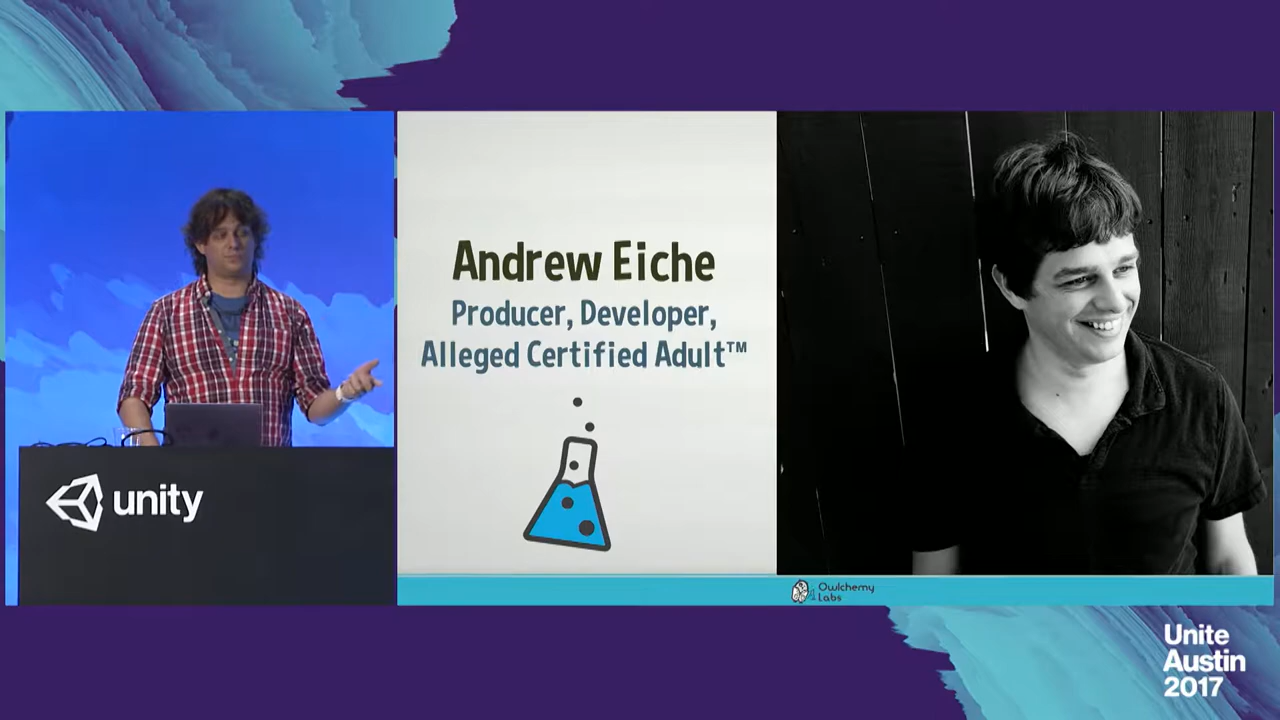 Andrew Eiche
Producer, Developer,
Alleged Certified Adult™
unity
Owlchemy
Labs
Unite
Austin
2017